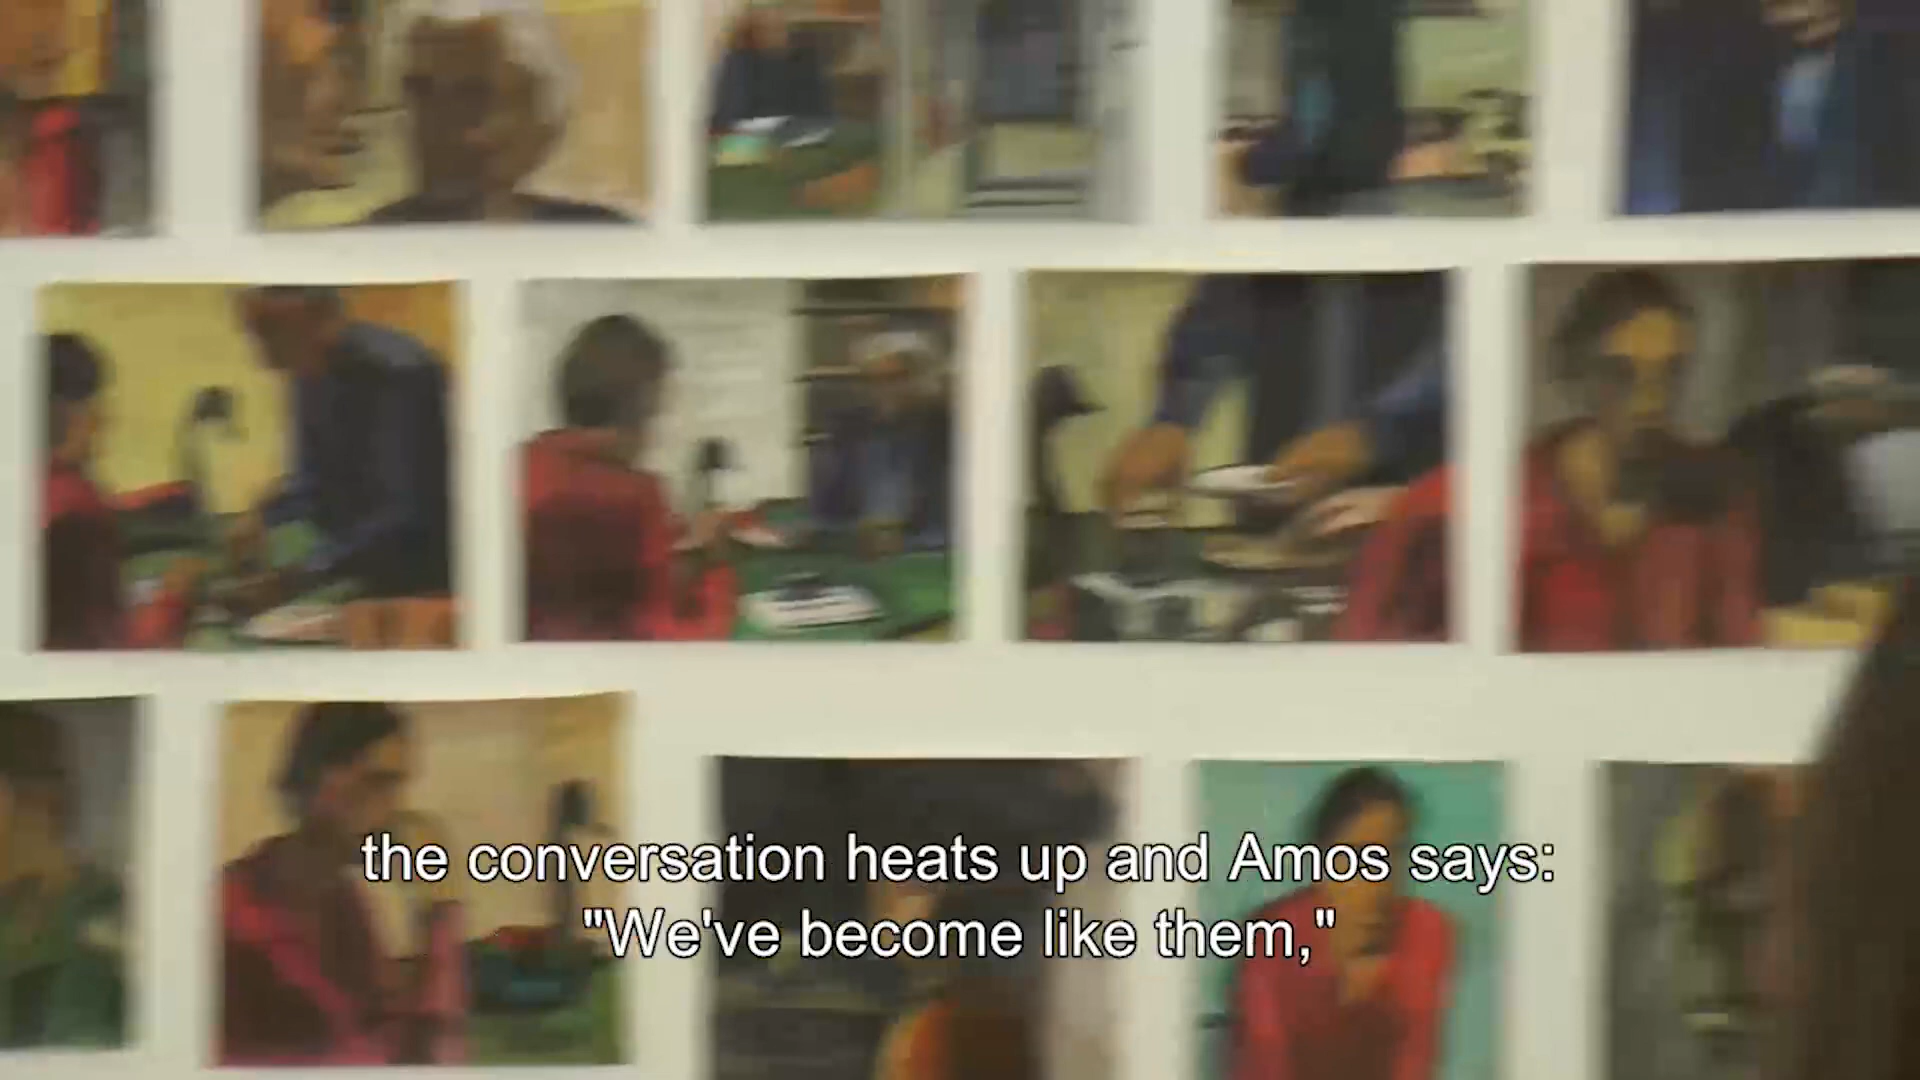 the conversation heats up and Amos says:
"We've become like them,"